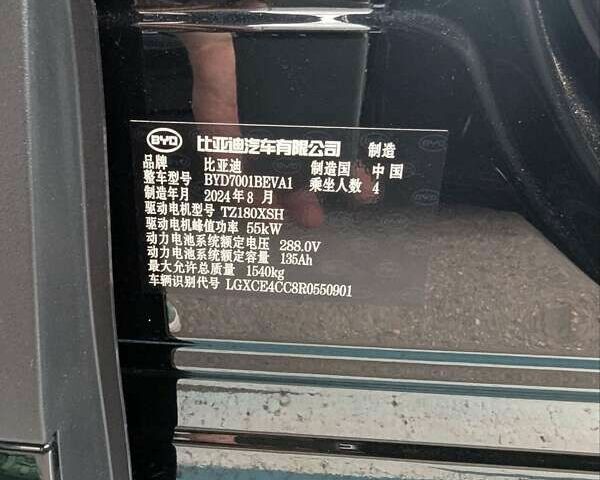 BYD 比亚迪汽车有限公司 制造
品牌 比亚迪 制造国 中国
整车型号 BYD7001BEVA1 乘坐人数 4
制造年月 2024年8月
驱动电机型号 TZ180XSH
驱动电机峰值功率 55kW
动力电池系统额定电压 288.0V
动力电池系统额定容量 135Ah
最大允许总质量 1540kg
车辆识别代号 LGXCE4CC8R0550901